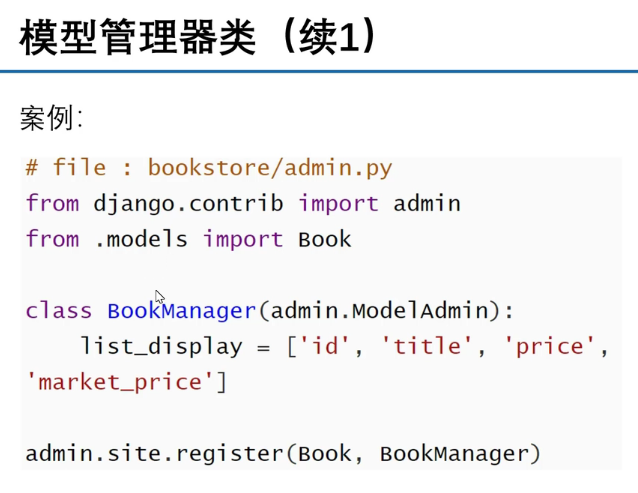 模型管理器类（续1）
案例：
# file : bookstore/admin.py
from django.contrib import admin
from .models import Book
class BookManager(admin.ModelAdmin):
    list_display = ['id', 'title', 'price',
'market_price']
admin.site.register(Book, BookManager)